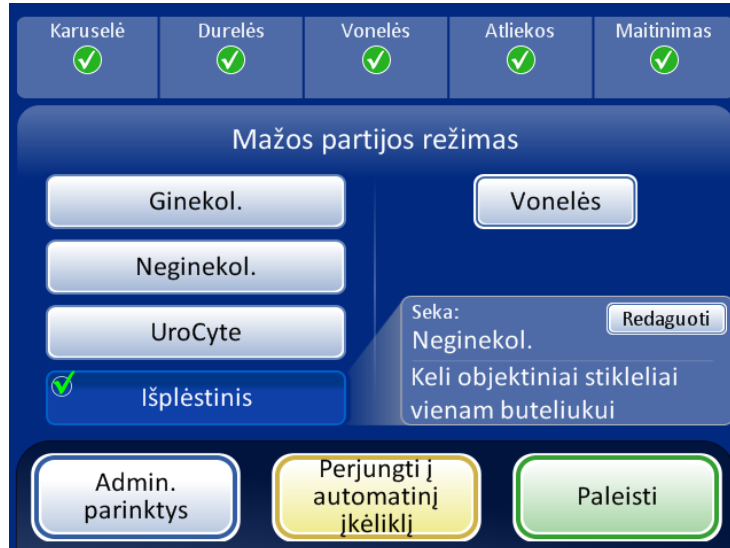 Karuselė
Durelės
Vonelės
Atliekos
Maitinimas
Mažos partijos režimas
Ginekol.
Vonelės
Neginekol.
UroCyte
Seka:
Redaguoti
Neginekol.
Išplėstinis
Keli objektiniai stikleliai
vienam buteliukui
Admin.
parinktys
Perjungti į
automatinį
įkėliklį
Paleisti